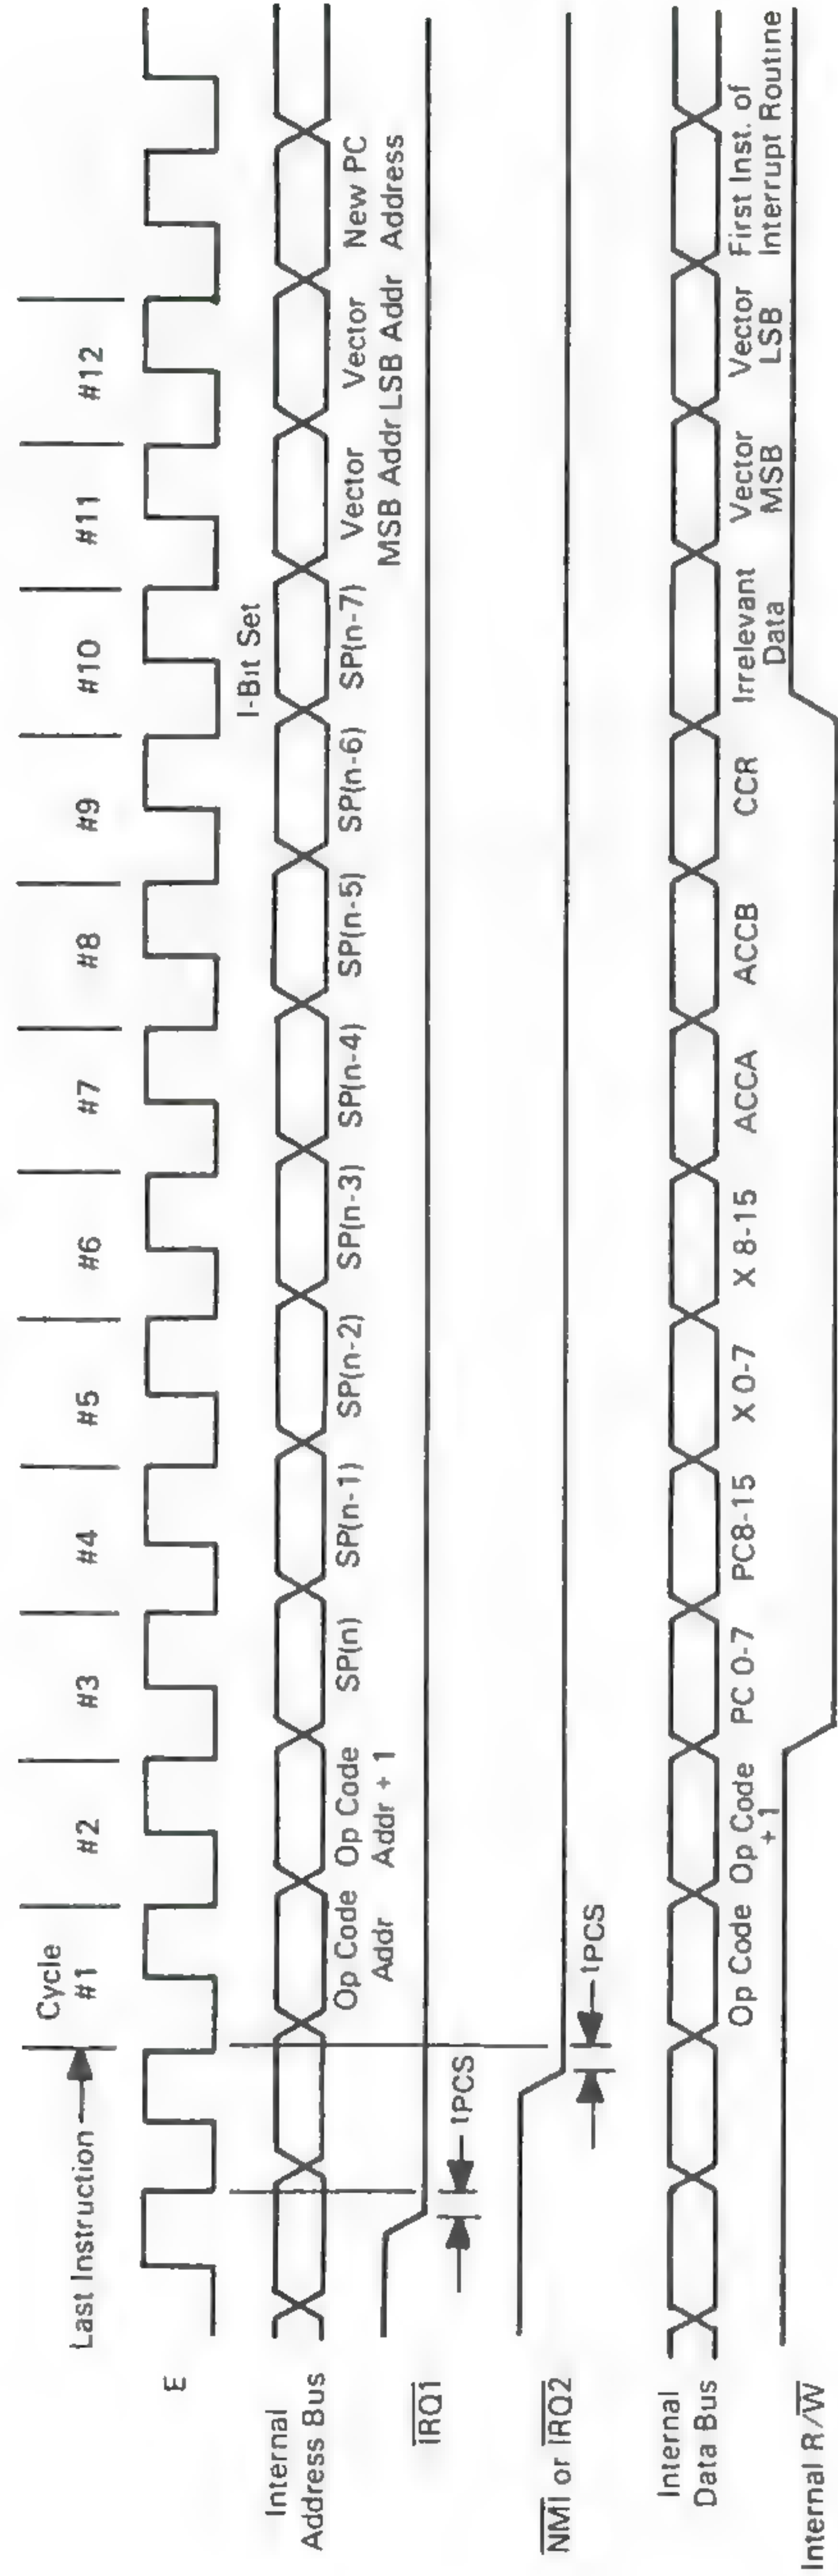 Last Instruction
Cycle
#1
#2
#3
#4
#5
#6
#7
#8
#9
#10
#11
#12
E
I-Bit Set
Internal
Address Bus
Op Code
Addr
Op Code
Addr + 1
SP(n)
SP(n-1)
SP(n-2)
SP(n-3)
SP(n-4)
SP(n-5)
SP(n-6)
SP(n-7)
Vector
MSB Addr
Vector
LSB Addr
New PC
Address
IRQ1
tPCS
NMI or IRQ2
tPCS
Internal
Data Bus
Op Code
Op Code
+ 1
PC 0-7
PC8-15
X 0-7
X 8-15
ACCA
ACCB
CCR
Irrelevant
Data
Vector
MSB
Vector
LSB
First Inst. of
Interrupt Routine
Internal R/W